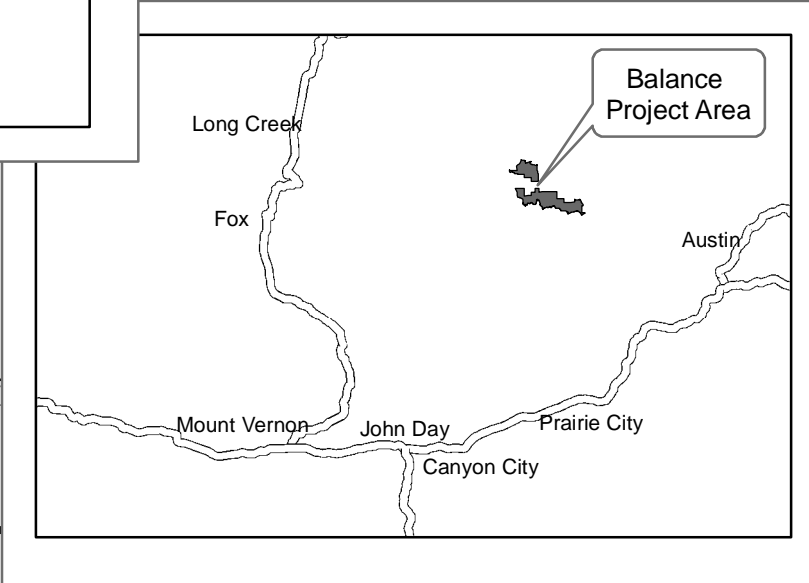 Balance
Project Area
Long Creek
Fox
Austin
Mount Vernon
John Day
Prairie City
Canyon City